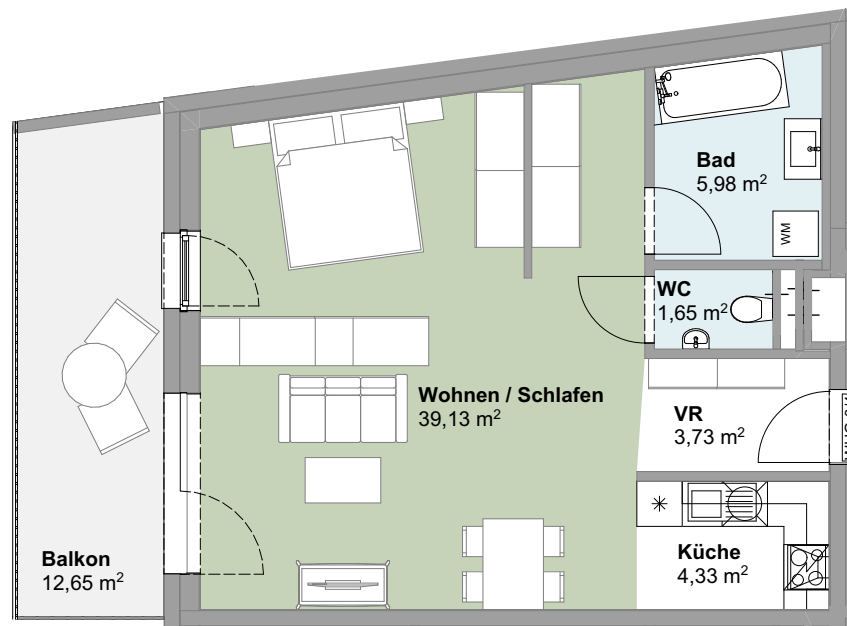 Bad
5,98 m²
WM
WC
1,65 m²
Wohnen / Schlafen
39,13 m²
VR
3,73 m²
Balkon
12,65 m²
Küche
4,33 m²